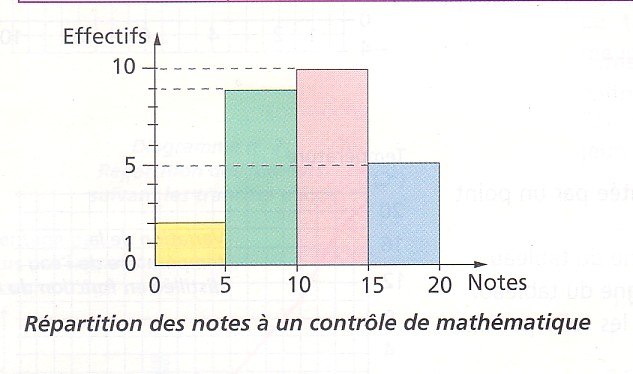 Effectifs
10
5
1
0
0 5 10 15 20 Notes
Répartition des notes à un contrôle de mathématique